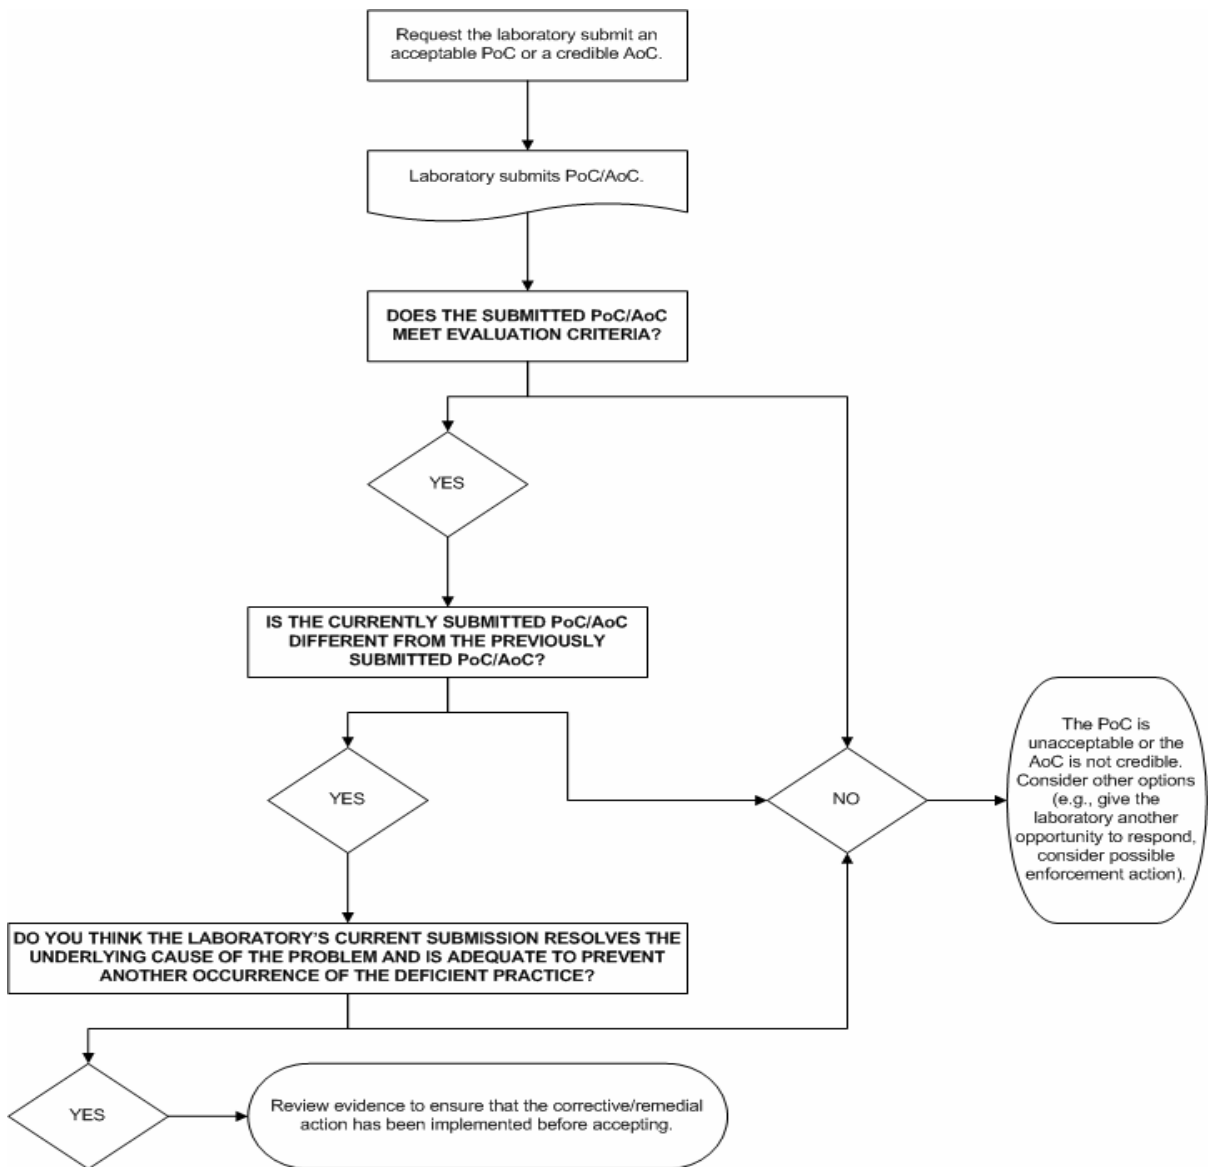 Request the laboratory submit an
acceptable PoC or a credible AoC.
Laboratory submits PoC/AoC.
DOES THE SUBMITTED PoC/AoC
MEET EVALUATION CRITERIA?
YES
IS THE CURRENTLY SUBMITTED PoC/AoC
DIFFERENT FROM THE PREVIOUSLY
SUBMITTED PoC/AoC?
YES
NO
The PoC is
unacceptable or the
AoC is not credible.
Consider other options
(e.g., give the
laboratory another
opportunity to respond,
consider possible
enforcement action).
DO YOU THINK THE LABORATORY'S CURRENT SUBMISSION RESOLVES THE
UNDERLYING CAUSE OF THE PROBLEM AND IS ADEQUATE TO PREVENT
ANOTHER OCCURRENCE OF THE DEFICIENT PRACTICE?
YES
Review evidence to ensure that the corrective/remedial
action has been implemented before accepting.